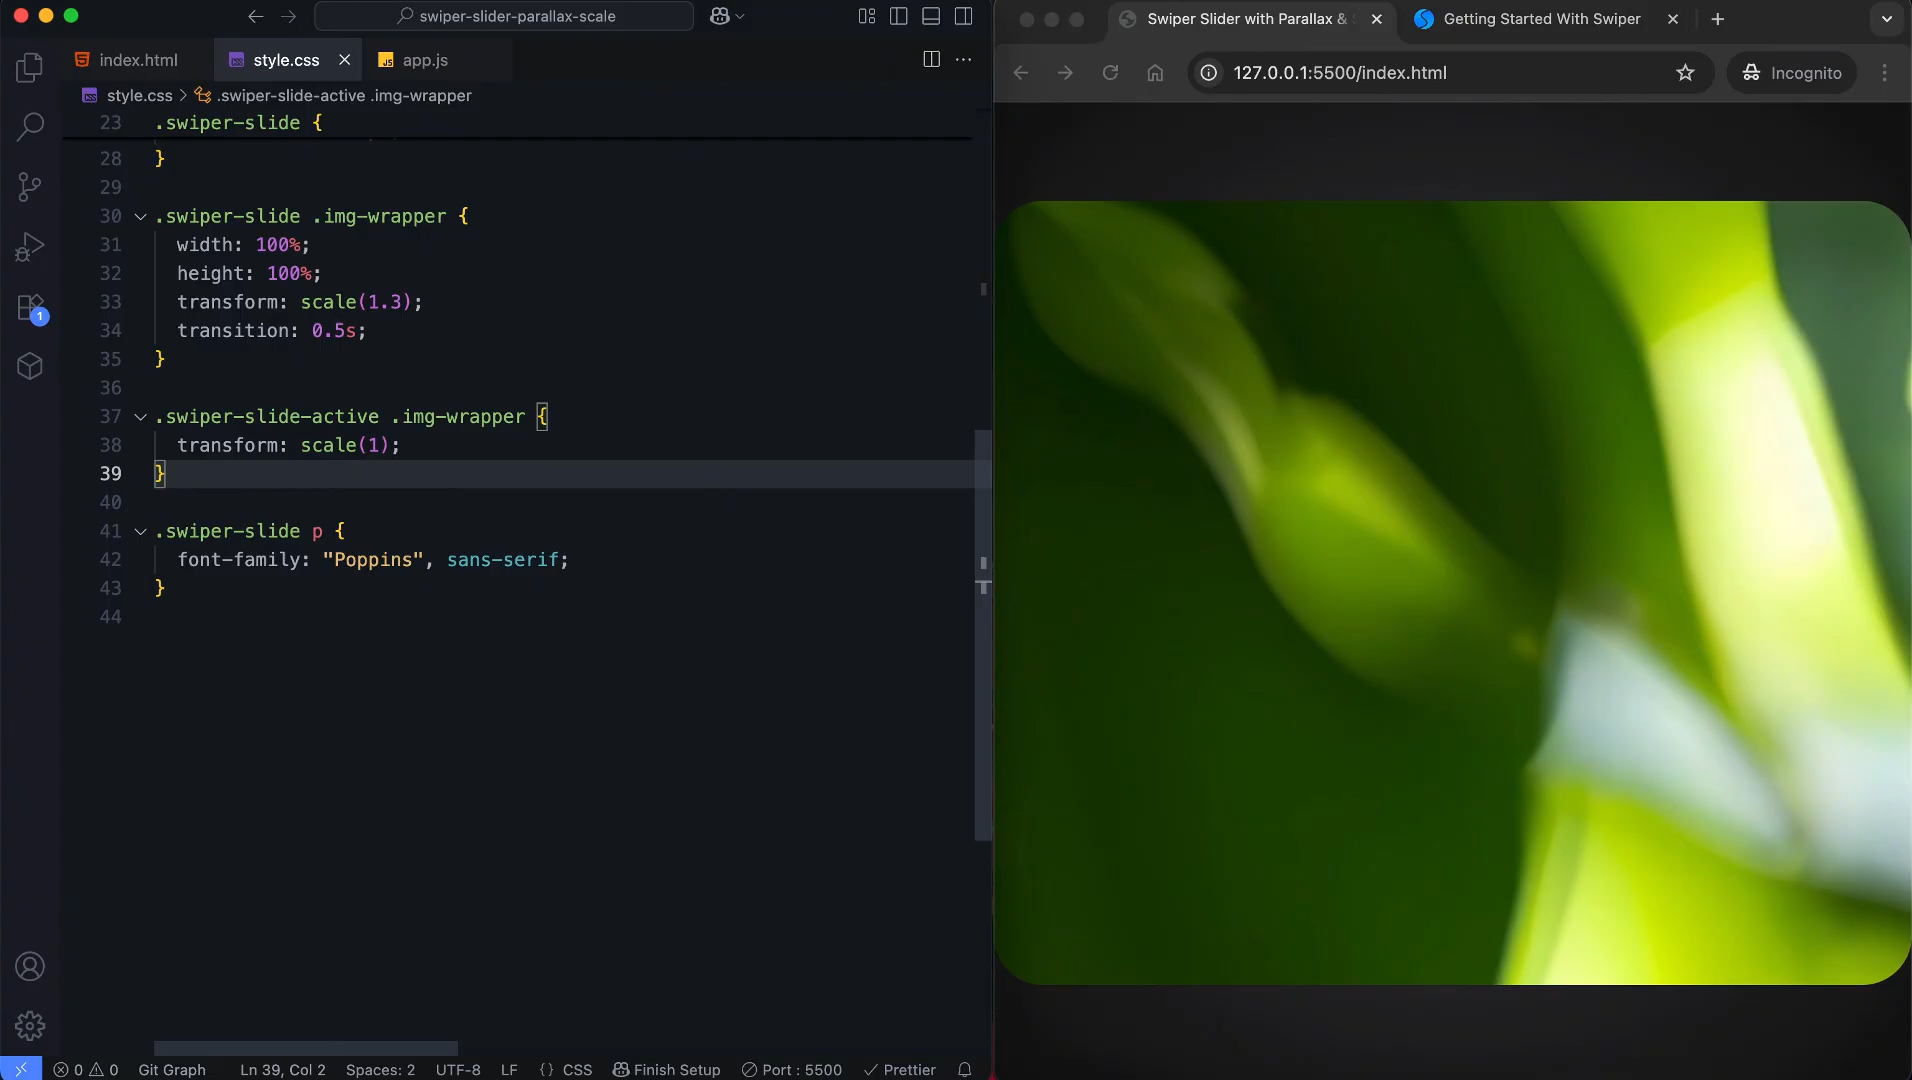 swiper-slider-parallax-scale
index.html
style.css
app.js
style.css > .swiper-slide-active .img-wrapper
23 .swiper-slide {
28 }
29
30 .swiper-slide .img-wrapper {
31 width: 100%;
32 height: 100%;
33 transform: scale(1.3);
34 transition: 0.5s;
35 }
36
37 .swiper-slide-active .img-wrapper {
38 transform: scale(1);
39 }
40
41 .swiper-slide p {
42 font-family: "Poppins", sans-serif;
43 }
44
1
0 0 Git Graph Ln 39, Col 2 Spaces: 2 UTF-8 LF {} CSS Finish Setup Port : 5500 Prettier
Swiper Slider with Parallax &
Getting Started With Swiper
127.0.0.1:5500/index.html
Incognito